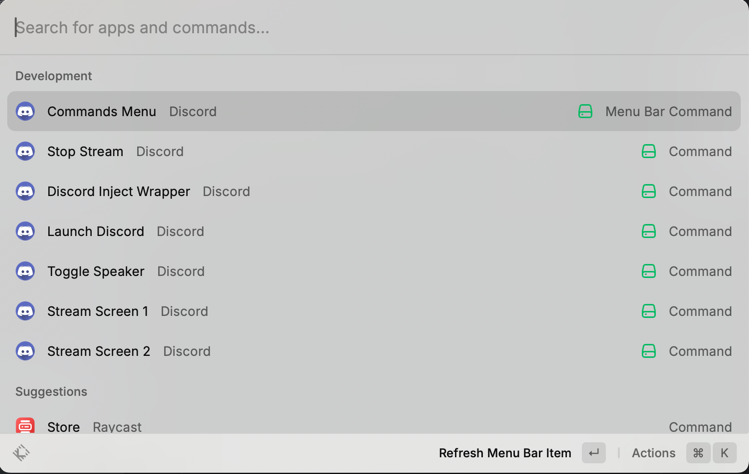 Search for apps and commands...
Development
Commands Menu Discord Menu Bar Command
Stop Stream Discord Command
Discord Inject Wrapper Discord Command
Launch Discord Discord Command
Toggle Speaker Discord Command
Stream Screen 1 Discord Command
Stream Screen 2 Discord Command
Suggestions
Store Raycast Command
Refresh Menu Bar Item ↵ | Actions ⌘ K